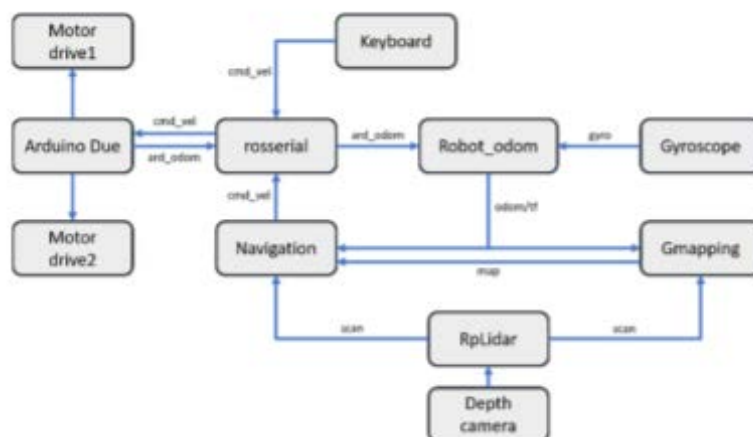 Motor
drive1
Keyboard
cmd_vel
cmd_vel
Arduino Due
ard_odom
rosserial
ard_odom
Robot_odom
gyro
Gyroscope
cmd_vel
odom/tf
Motor
drive2
Navigation
map
Gmapping
scan
RpLidar
scan
Depth
camera